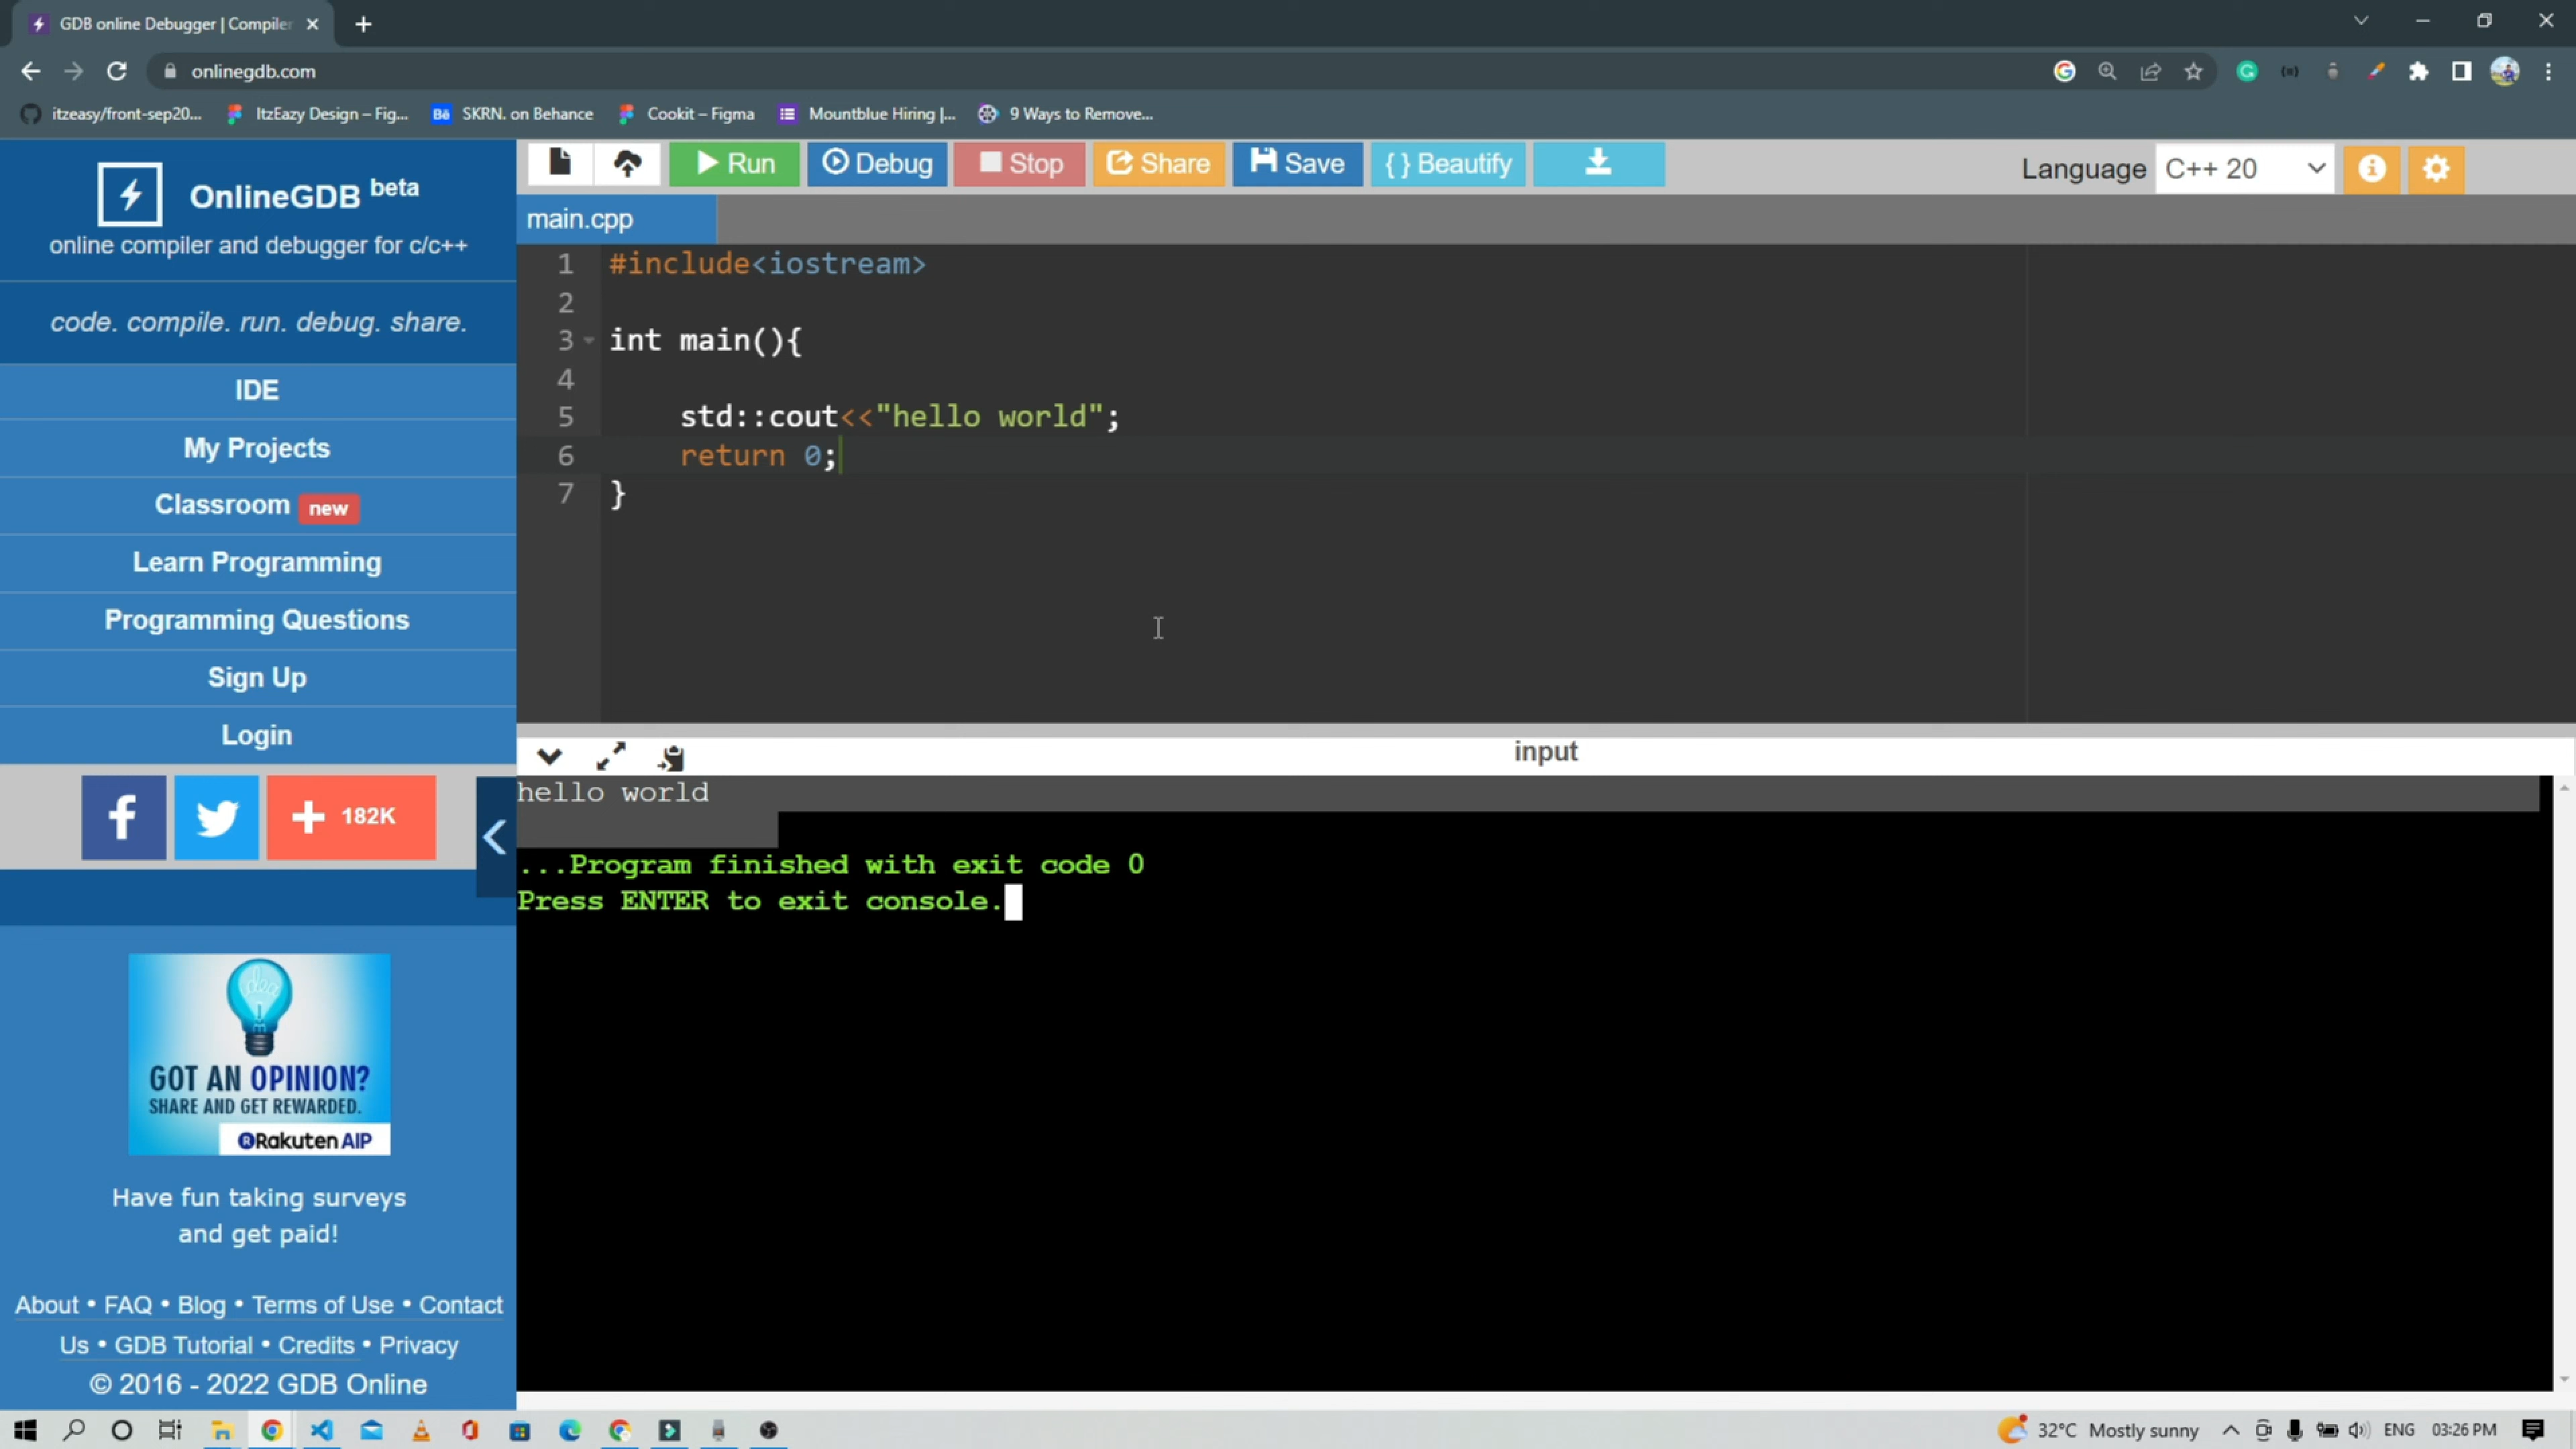 GDB online Debugger | Compiler
onlinegdb.com
itzeasy/front-sep20...
ItzEazy Design – Fig...
Bē SKRN. on Behance
Cookit – Figma
Mountblue Hiring |...
9 Ways to Remove...
OnlineGDB beta
online compiler and debugger for c/c++
code. compile. run. debug. share.
IDE
My Projects
Classroom new
Learn Programming
Programming Questions
Sign Up
Login
182K
idea
GOT AN OPINION?
SHARE AND GET REWARDED.
Rakuten AIP
Have fun taking surveys
and get paid!
About • FAQ • Blog • Terms of Use • Contact
Us • GDB Tutorial • Credits • Privacy
© 2016 - 2022 GDB Online
Run Debug Stop Share Save { } Beautify
Language C++ 20
main.cpp
1 #include<iostream>
2
3 int main(){
4
5 std::cout<<"hello world";
6 return 0;
7 }
input
hello world
...Program finished with exit code 0
Press ENTER to exit console.
32°C Mostly sunny ENG 03:26 PM